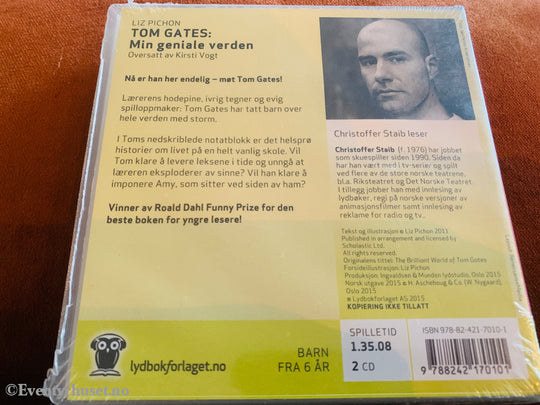 LIZ PICHON
TOM GATES:
Min geniale verden
Oversatt av Kirsti Vogt
Nå er han her endelig – møt Tom Gates!
Lærerens hodepine, ivrig tegner og evig
spilloppmaker: Tom Gates har tatt barn over
hele verden med storm.
I Toms nedskriblede notatblokk er det helsprø
historier om livet på en helt vanlig skole. Vil
Tom klare å levere leksene i tide og unngå at
læreren eksploderer av sinne? Vil han klare å
imponere Amy, som sitter ved siden av ham?
Vinner av Roald Dahl Funny Prize for den
beste boken for yngre lesere!
Christoffer Staib leser
Christoffer Staib (f. 1976) har jobbet
som skuespiller siden 1990. Siden da
har han vært med i tv-serier og spilt
ved flere av de store norske teatrene,
bl.a. Riksteatret og Det Norske Teatret.
I tillegg jobber han med innlesing av
lydbøker, regi på norske versjoner av
animasjonsfilmer samt innlesing av
reklame for radio og tv.
Tekst og illustrasjon © Liz Pichon 2011
Published in arrangement and licensed by
Scholastic Ltd.
All rights reserved.
Originalens tittel: The Brilliant World of Tom Gates
Forsideillustrasjon: Liz Pichon
Produksjon: Ingvaldsen & Munden lydstudio, Oslo 2015
Norsk utgave 2015 © H. Aschehoug & Co. (W. Nygaard),
Oslo 2015
℗ Lydbokforlaget AS 2015
KOPIERING IKKE TILLATT
lydbokforlaget.no
BARN
FRA 6 ÅR
SPILLETID
1.35.08
2 CD
ISBN 978-82-421-7010-1
9 788242 170101
© Eventyrhuset.no